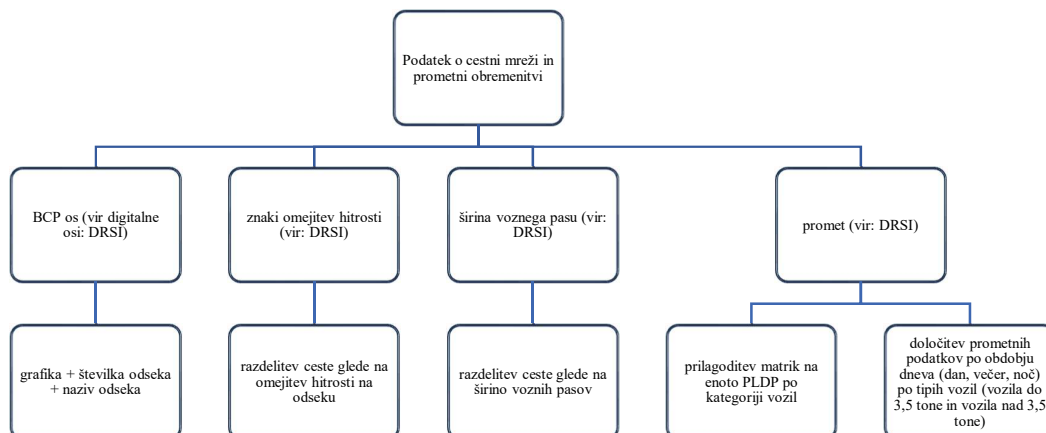 Podatek o cestni mreži in
prometni obremenitvi
BCP os (vir digitalne
osi: DRSI)
znaki omejitev hitrosti
(vir: DRSI)
širina voznega pasu (vir:
DRSI)
promet (vir: DRSI)
grafika + številka odseka
+ naziv odseka
razdelitev ceste glede na
omejitev hitrosti na
odseku
razdelitev ceste glede na
širino voznih pasov
prilagoditev matrik na
enoto PLDP po
kategoriji vozil
določitev prometnih
podatkov po obdobju
dneva (dan, večer, noč)
po tipih vozil (vozila do
3,5 tone in vozila nad 3,5
tone)